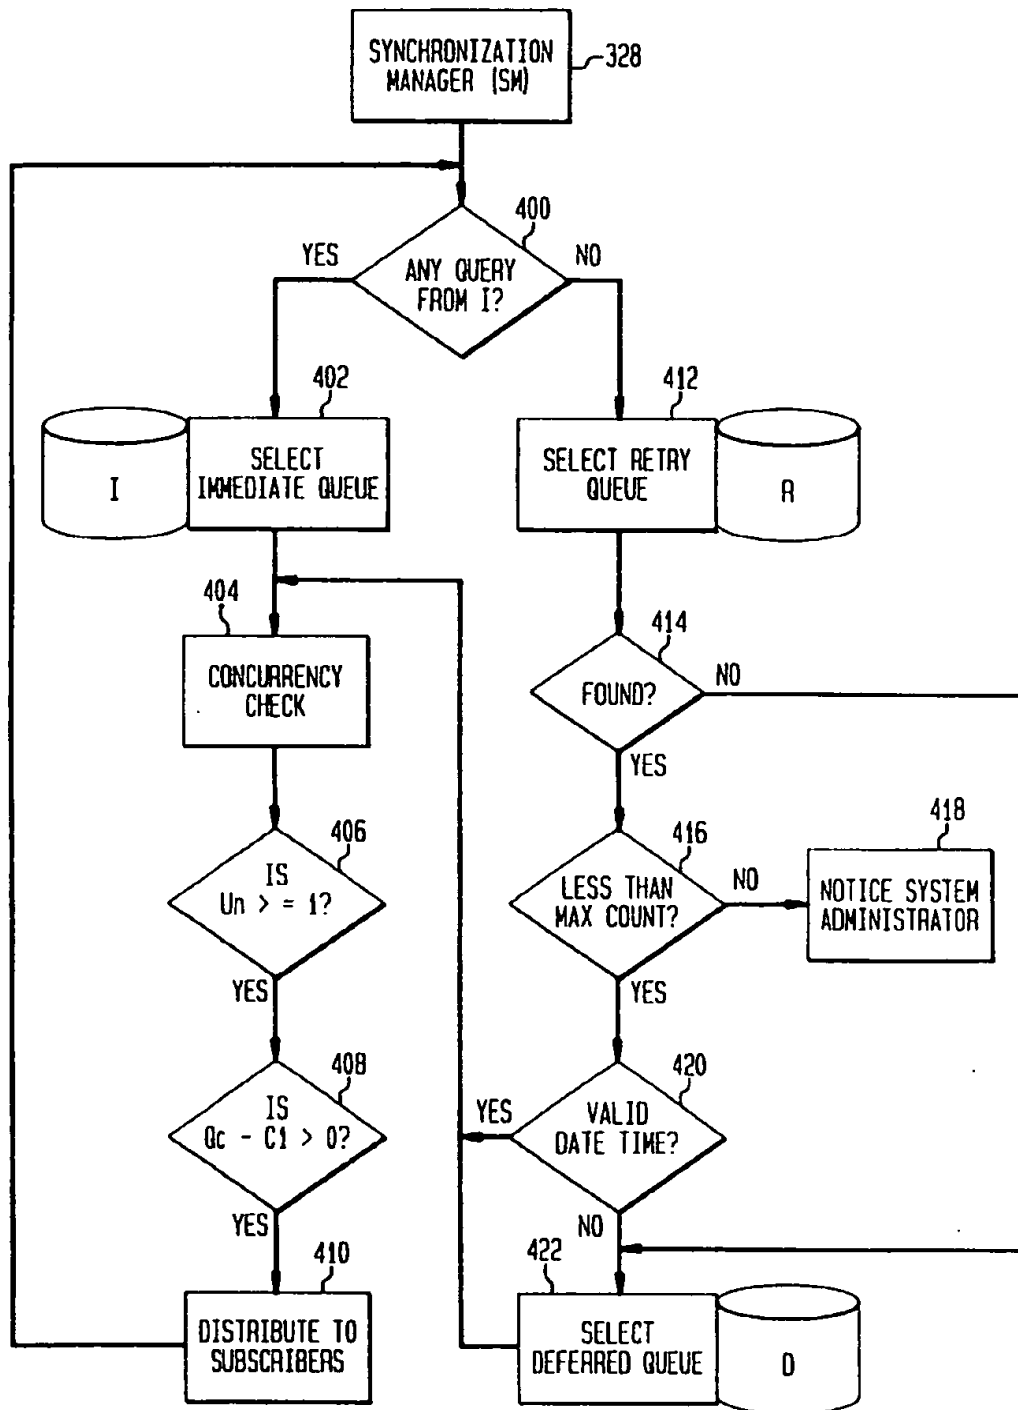 SYNCHRONIZATION
MANAGER (SM)
328
400
YES
NO
ANY QUERY
FROM I?
402
412
I
SELECT
IMMEDIATE QUEUE
SELECT RETRY
QUEUE
R
404
414
CONCURRENCY
CHECK
FOUND?
NO
YES
406
416
418
IS
Un > = 1?
LESS THAN
MAX COUNT?
NO
NOTICE SYSTEM
ADMINISTRATOR
YES
YES
408
420
IS
Qc - C1 > 0?
YES
VALID
DATE TIME?
YES
NO
410
422
DISTRIBUTE TO
SUBSCRIBERS
SELECT
DEFERRED QUEUE
D